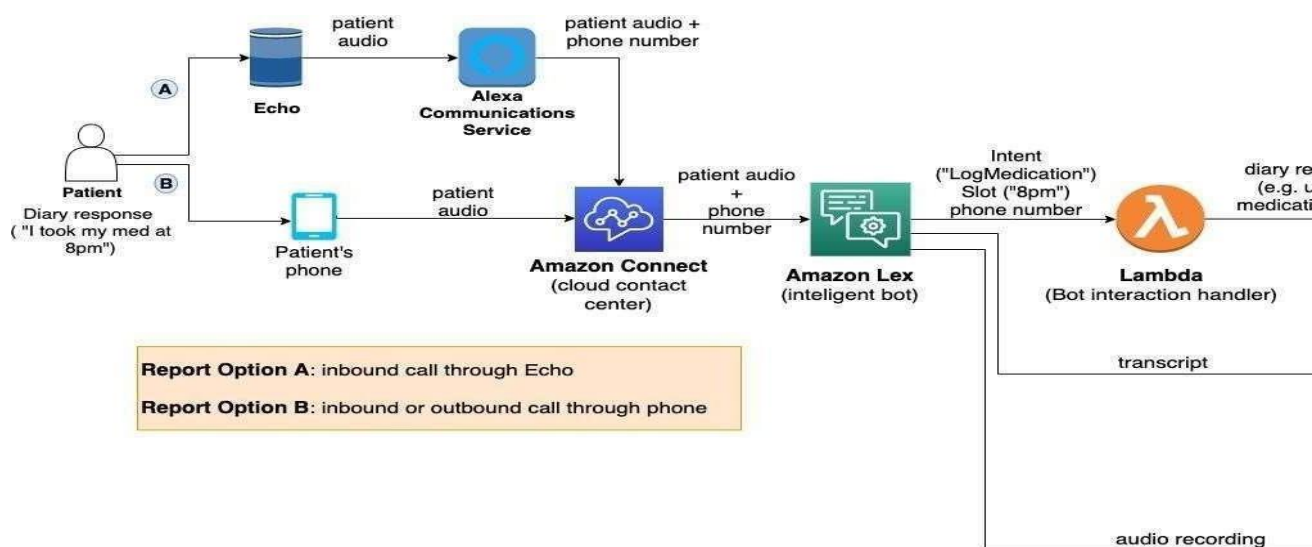 patient
audio
patient audio +
phone number
A
Echo
Alexa
Communications
Service
B
Patient
Diary response
( "I took my med at
8pm")
patient
audio
Patient's
phone
Amazon Connect
(cloud contact
center)
patient audio
+
phone
number
Amazon Lex
(inteligent bot)
Intent
("LogMedication")
Slot ("8pm")
phone number
λ
Lambda
(Bot interaction handler)
diary
(e.g.
transcript
audio recording
Report Option A: inbound call through Echo
Report Option B: inbound or outbound call through phone